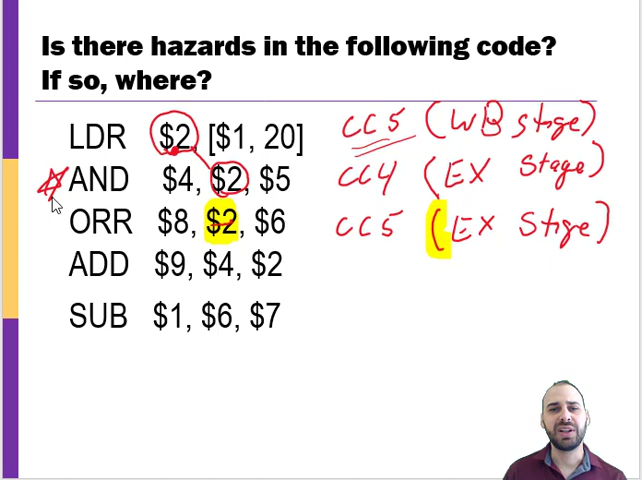 Is there hazards in the following code?
If so, where?
LDR $2, [$1, 20] CC5 (WB Stage)
AND $4, $2, $5 CC4 (EX Stage)
ORR $8, $2, $6 CC5 (EX Stage)
ADD $9, $4, $2
SUB $1, $6, $7